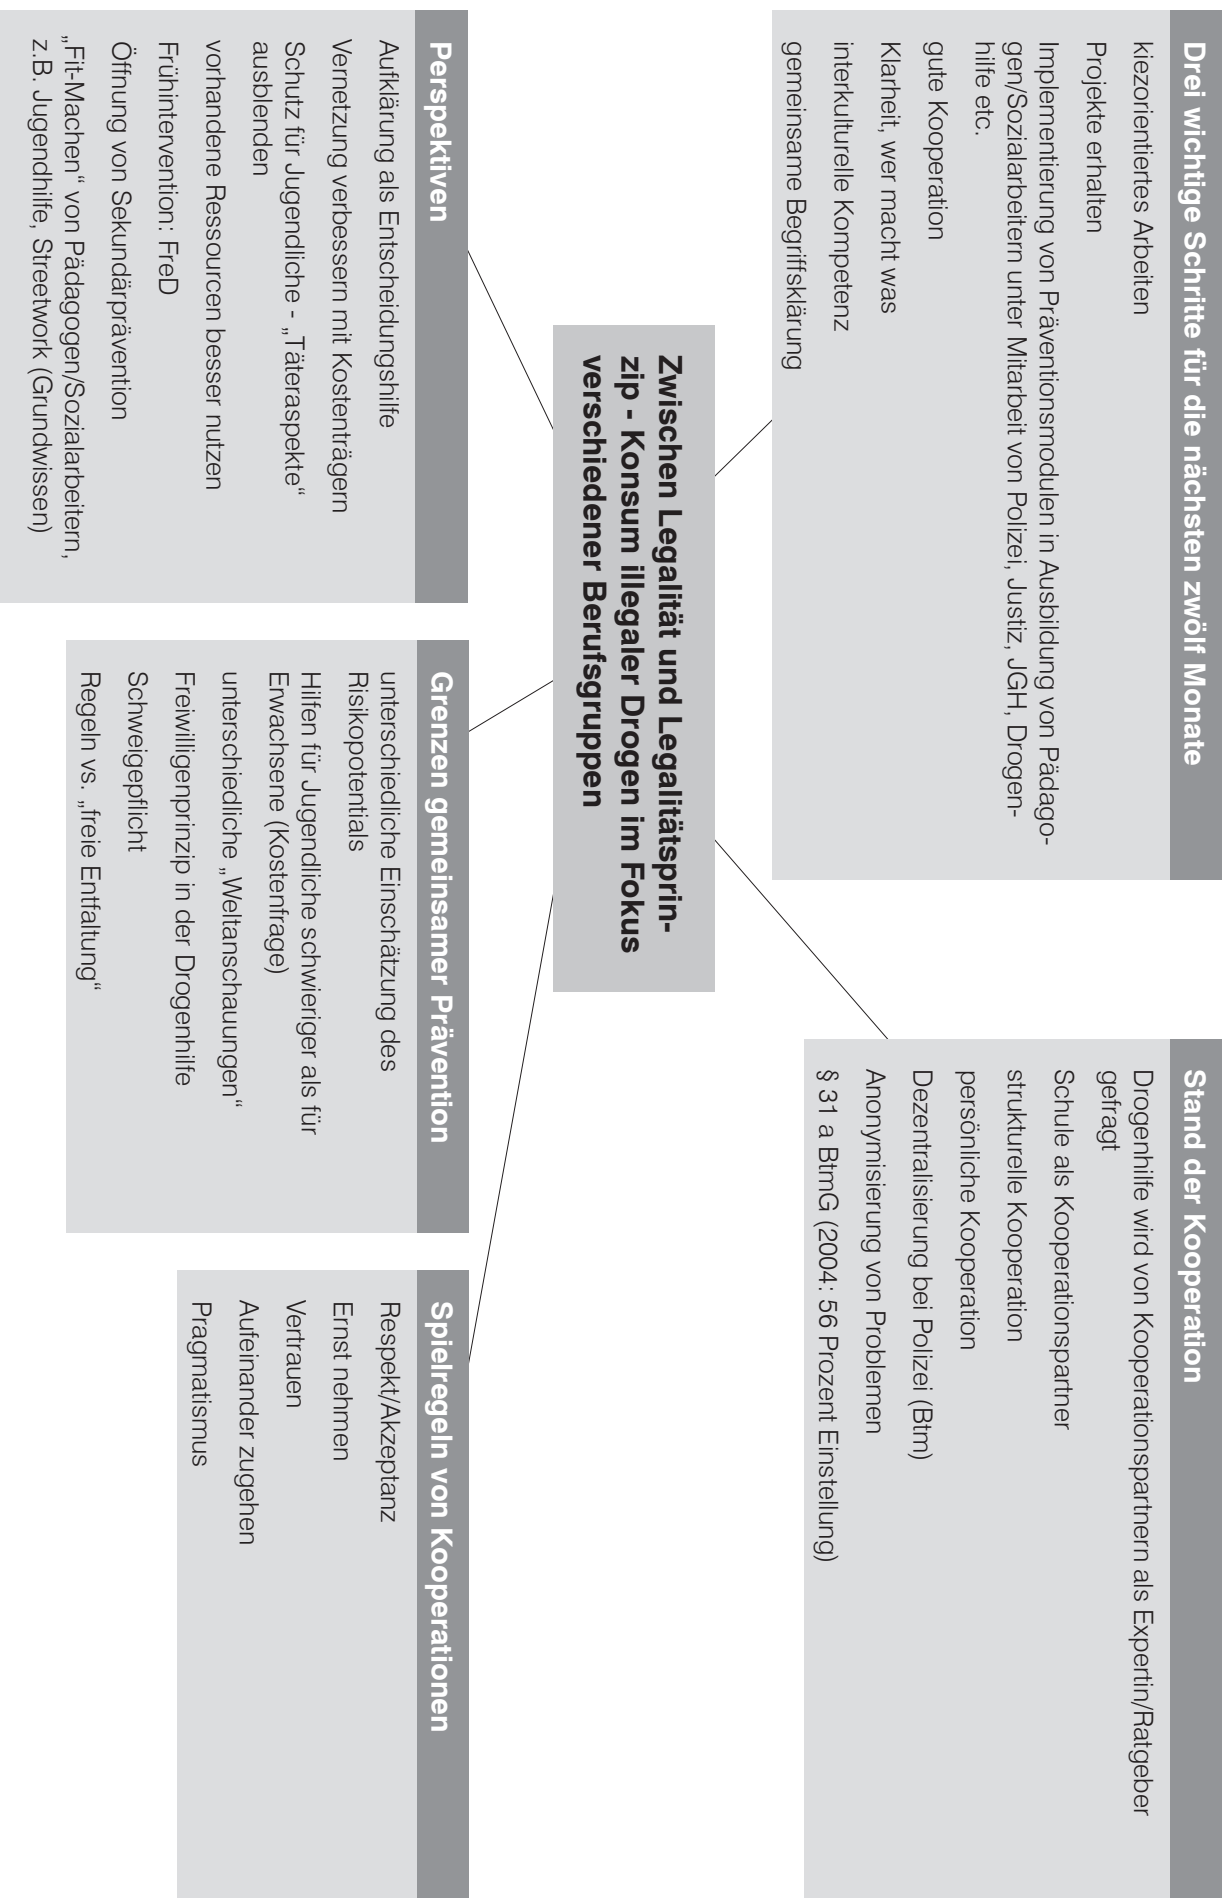 Drei wichtige Schritte für die nächsten zwölf Monate
kiezorientiertes Arbeiten
Projekte erhalten
Implementierung von Präventionsmodulen in Ausbildung von Pädago-
gen/Sozialarbeitern unter Mitarbeit von Polizei, Justiz, JGH, Drogen-
hilfe etc.
gute Kooperation
Klarheit, wer macht was
interkulturelle Kompetenz
gemeinsame Begriffsklärung
Stand der Kooperation
Drogenhilfe wird von Kooperationspartnern als Expertin/Ratgeber
gefragt
Schule als Kooperationspartner
strukturelle Kooperation
persönliche Kooperation
Dezentralisierung bei Polizei (Btm)
Anonymisierung von Problemen
§ 31 a BtmG (2004: 56 Prozent Einstellung)
Zwischen Legalität und Legalitätsprin-
zip - Konsum illegaler Drogen im Fokus
verschiedener Berufsgruppen
Perspektiven
Aufklärung als Entscheidungshilfe
Vernetzung verbessern mit Kostenträgern
Schutz für Jugendliche - „Täteraspekte“
ausblenden
vorhandene Ressourcen besser nutzen
Frühintervention: FreD
Öffnung von Sekundärprävention
„Fit-Machen“ von Pädagogen/Sozialarbeitern,
z.B. Jugendhilfe, Streetwork (Grundwissen)
Grenzen gemeinsamer Prävention
unterschiedliche Einschätzung des
Risikopotentials
Hilfen für Jugendliche schwieriger als für
Erwachsene (Kostenfrage)
unterschiedliche „Weltanschauungen“
Freiwilligenprinzip in der Drogenhilfe
Schweigepflicht
Regeln vs. „freie Entfaltung“
Spielregeln von Kooperationen
Respekt/Akzeptanz
Ernst nehmen
Vertrauen
Aufeinander zugehen
Pragmatismus